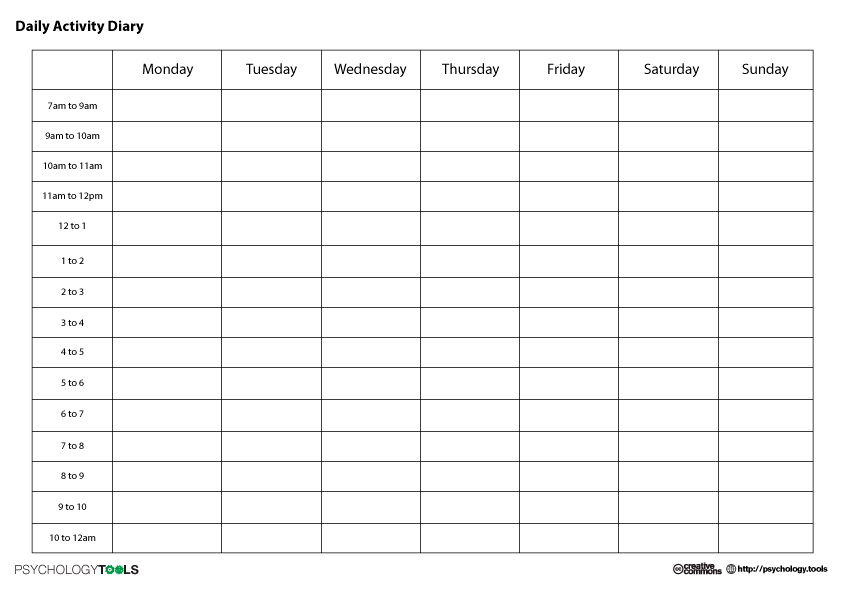 Daily Activity Diary
Monday Tuesday Wednesday Thursday Friday Saturday Sunday
7am to 9am
9am to 10am
10am to 11am
11am to 12pm
12 to 1
1 to 2
2 to 3
3 to 4
4 to 5
5 to 6
6 to 7
7 to 8
8 to 9
9 to 10
10 to 12am
PSYCHOLOGYTOOLS cc creative commons http://psychology.tools